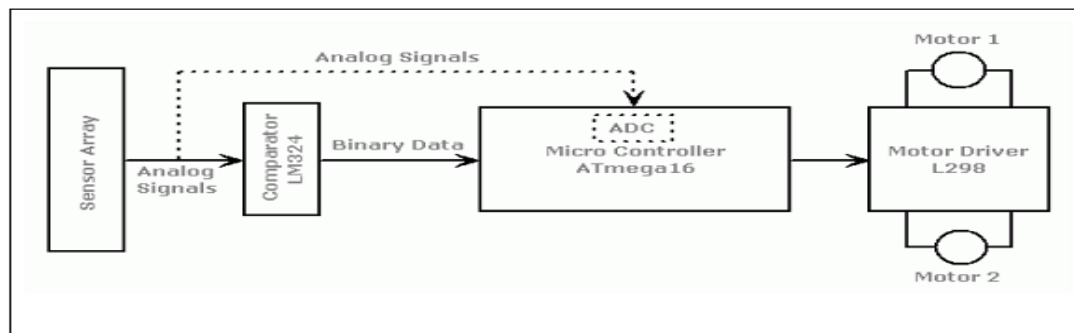 Motor 1
Analog Signals
Sensor Array
Analog
Signals
Comparator
LM324
Binary Data
ADC
Micro Controller
ATmega16
Motor Driver
L298
Motor 2